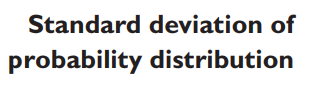 Standard deviation of
probability distribution